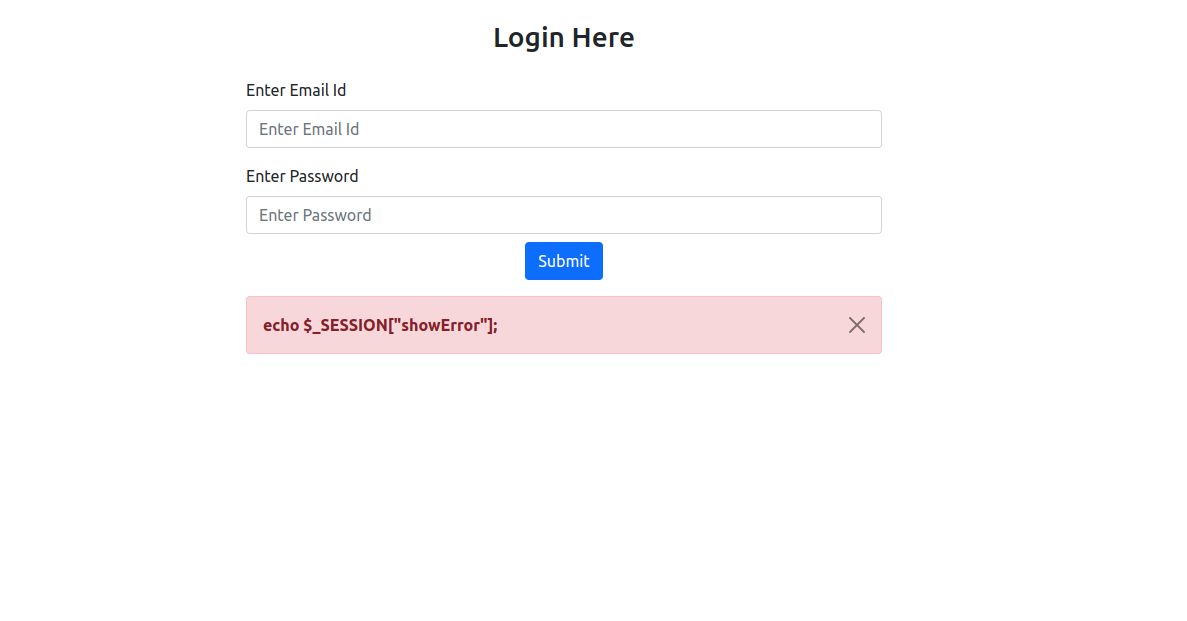 Login Here
Enter Email Id
Enter Email Id
Enter Password
Enter Password
Submit
echo $_SESSION["showError"];